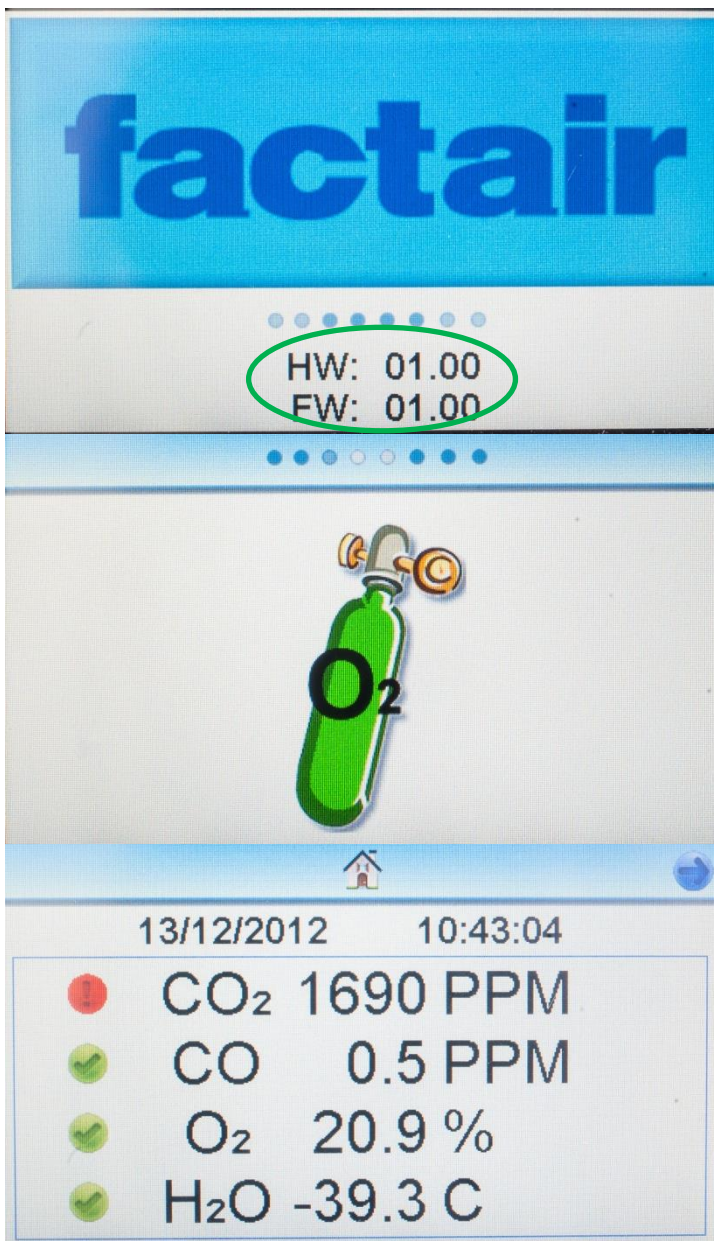 factair
HW: 01.00
FW: 01.00
O₂
13/12/2012 10:43:04
CO₂ 1690 PPM
CO 0.5 PPM
O₂ 20.9 %
H₂O -39.3 C